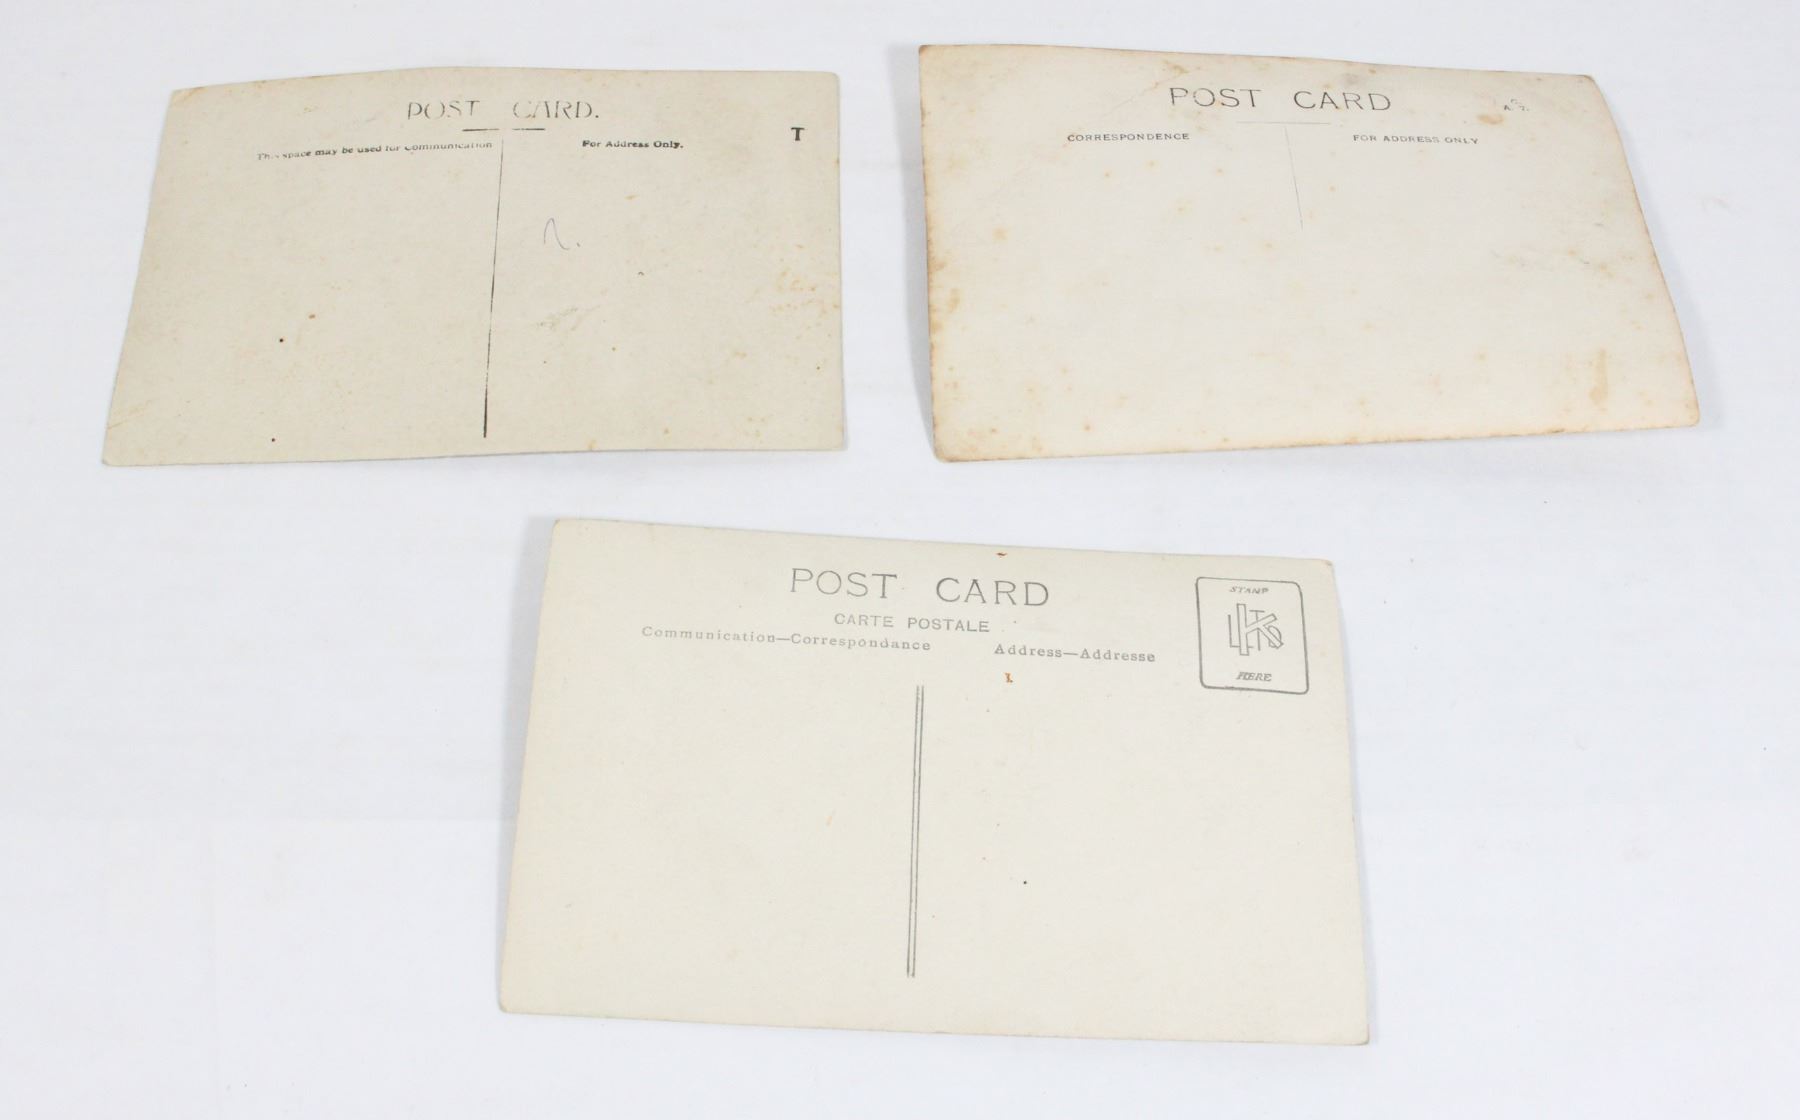 POST CARD.
T
This space may be used for Communication
For Address Only.
POST CARD
CORRESPONDENCE
FOR ADDRESS ONLY
POST CARD
CARTE POSTALE
Communication—Correspondance
Address—Addresse
STAMP
HERE